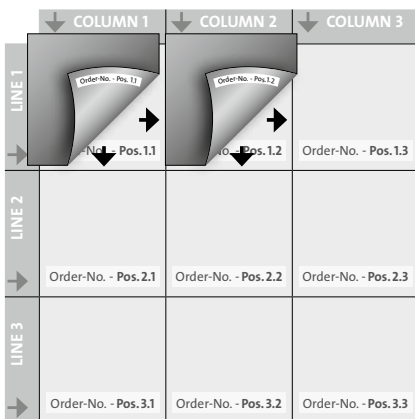 COLUMN 1 COLUMN 2 COLUMN 3
LINE 1
Order-No. - Pos. 1.1 Order-No. - Pos.1-2
-No. - Pos.1.1 No. - Pos.1.2 Order-No. - Pos.1.3
LINE 2
Order-No. - Pos.2.1 Order-No. - Pos.2.2 Order-No. - Pos.2.3
LINE 3
Order-No. - Pos.3.1 Order-No. - Pos.3.2 Order-No. - Pos.3.3